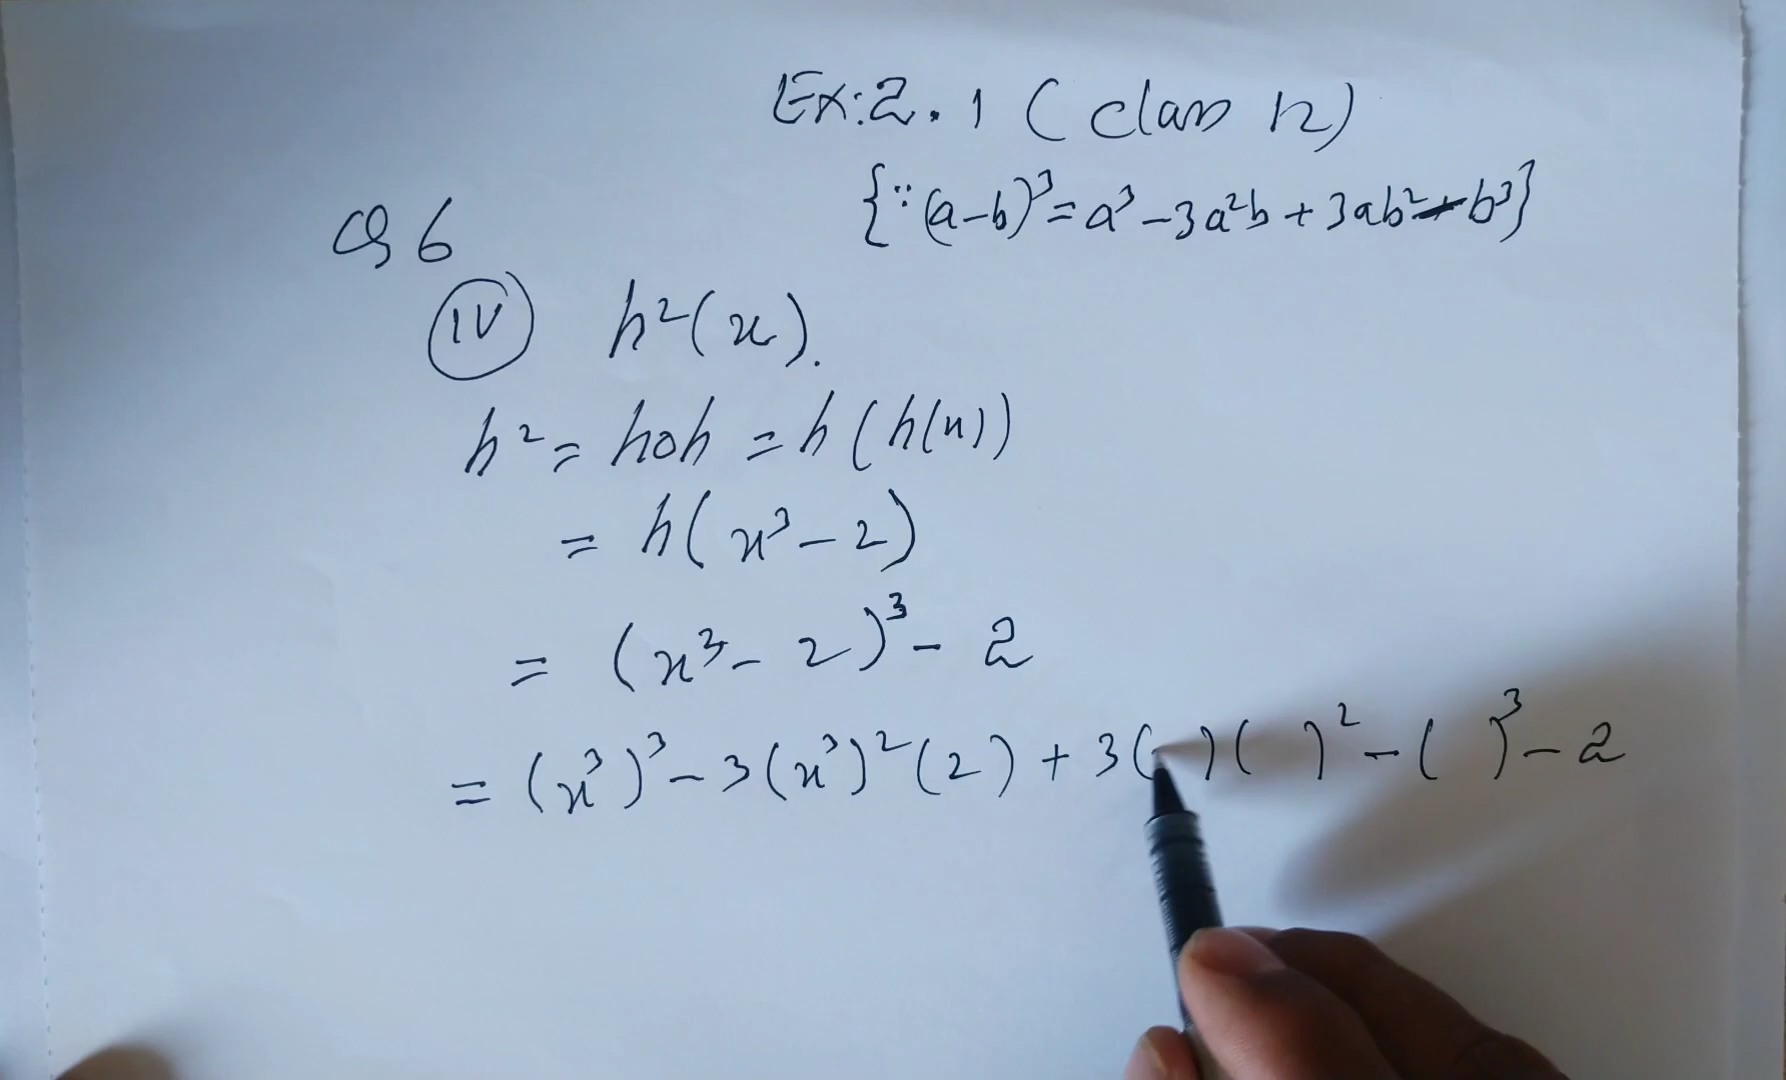 Ex: 2.1 (class 12)
{∵ (a-b)³ = a³ - 3a²b + 3ab² - b³}
Q 6
(IV) h²(x).
h² = hoh = h(h(x))
= h(x³ - 2)
= (x³ - 2)³ - 2
= (x³)³ - 3(x³)²(2) + 3( )( )² - ( )³ - 2